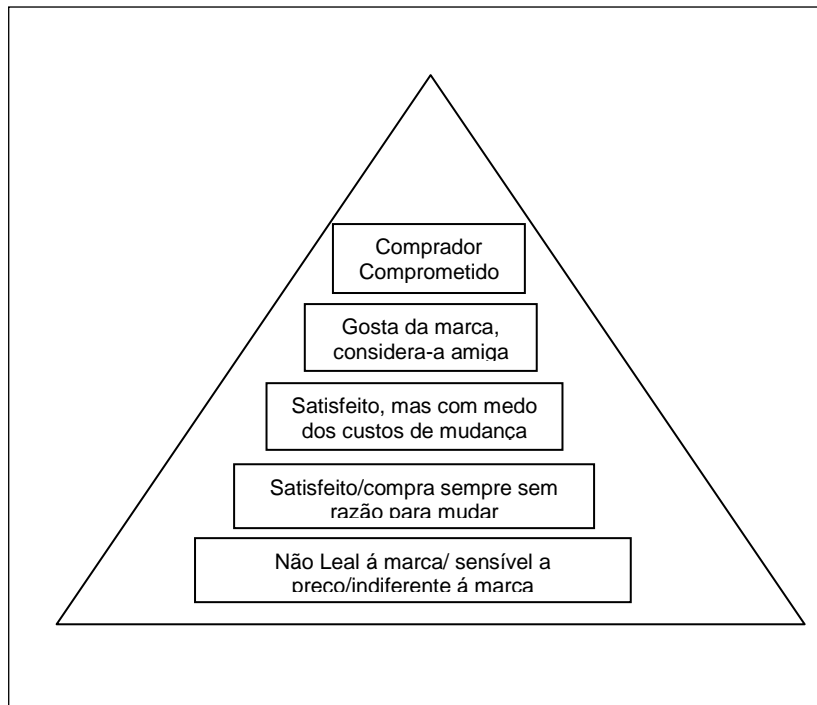 Comprador
Comprometido
Gosta da marca,
considera-a amiga
Satisfeito, mas com medo
dos custos de mudança
Satisfeito/compra sempre sem
razão para mudar
Não Leal á marca/ sensível a
preço/indiferente á marca